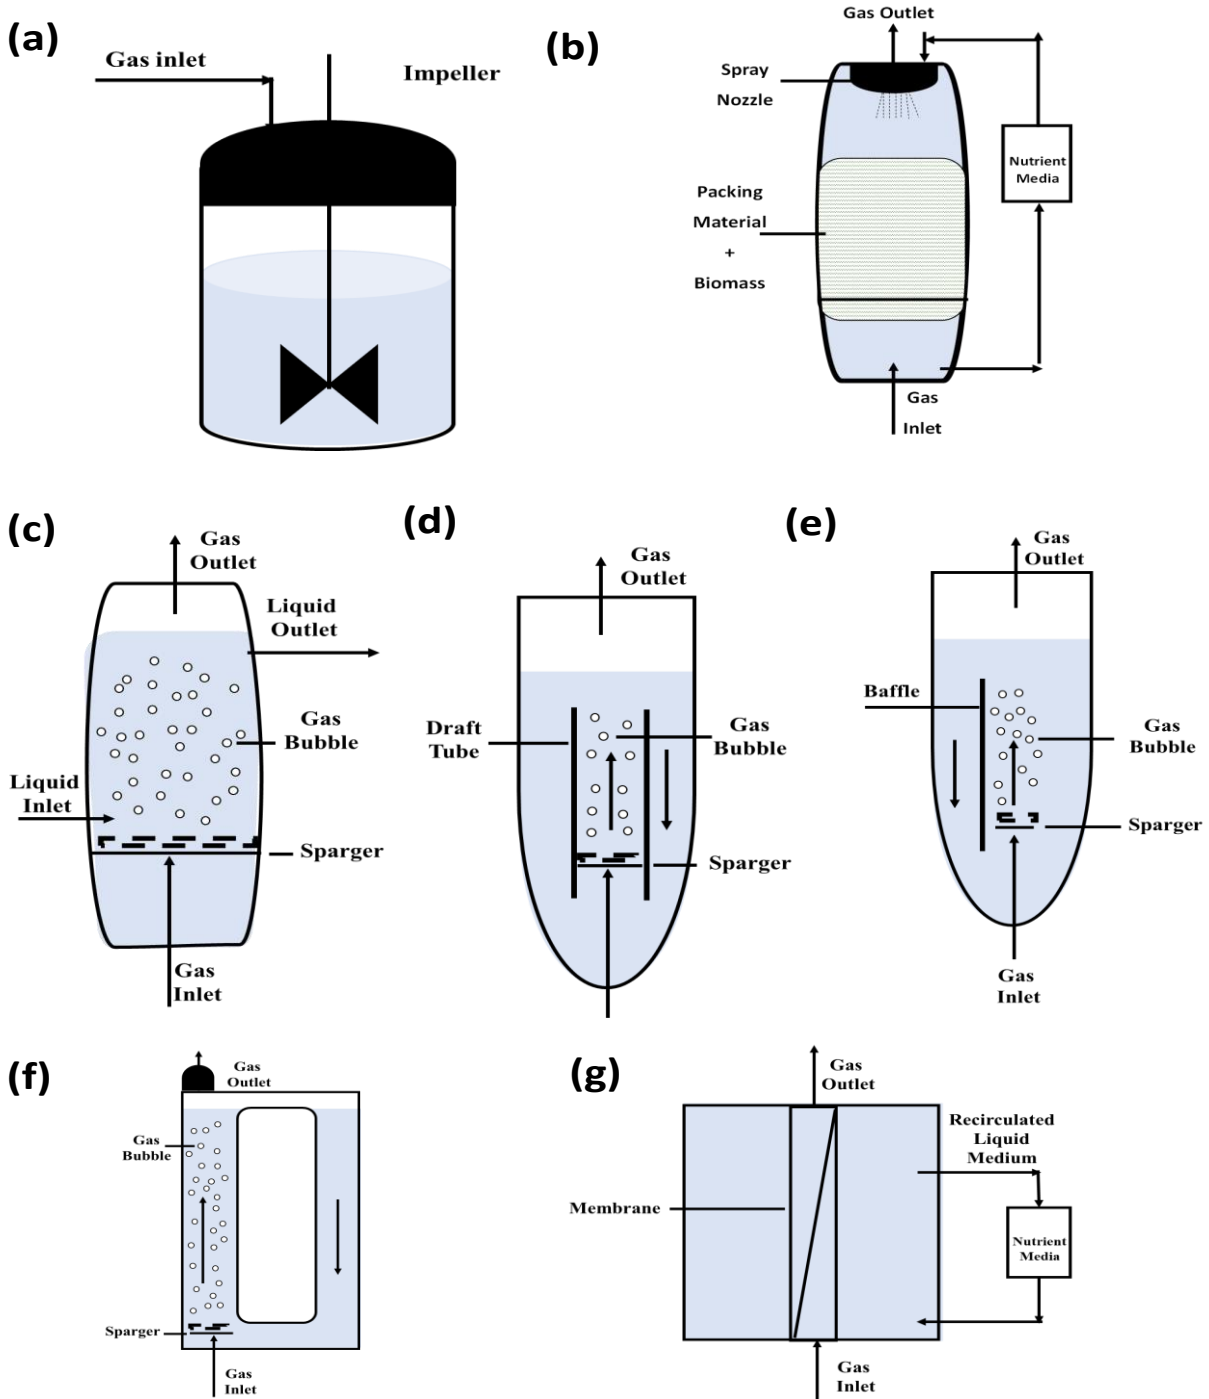 (a)
Gas inlet
Impeller
(b)
Gas Outlet
Spray
Nozzle
Nutrient
Media
Packing
Material
+
Biomass
Gas
Inlet
(c)
Gas
Outlet
Liquid
Outlet
Gas
Bubble
Liquid
Inlet
Sparger
Gas
Inlet
(d)
Gas
Outlet
Draft
Tube
Gas
Bubble
Sparger
(e)
Gas
Outlet
Baffle
Gas
Bubble
Sparger
Gas
Inlet
(f)
Gas
Outlet
Gas
Bubble
Sparger
Gas
Inlet
(g)
Gas
Outlet
Recirculated
Liquid
Medium
Membrane
Nutrient
Media
Gas
Inlet